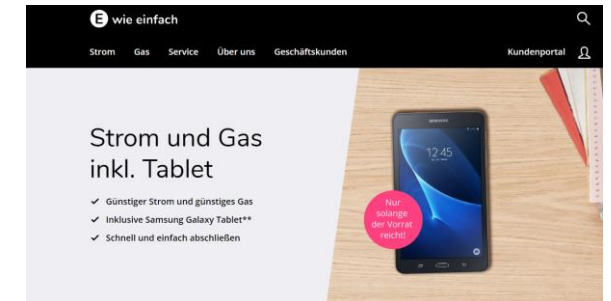 E wie einfach
Strom Gas Service Über uns Geschäftskunden Kundenportal
Strom und Gas
inkl. Tablet
✓ Günstiger Strom und günstiges Gas
✓ Inklusive Samsung Galaxy Tablet**
✓ Schnell und einfach abschließen
SAMSUNG
12:45
Nur
solange
der Vorrat
reicht!